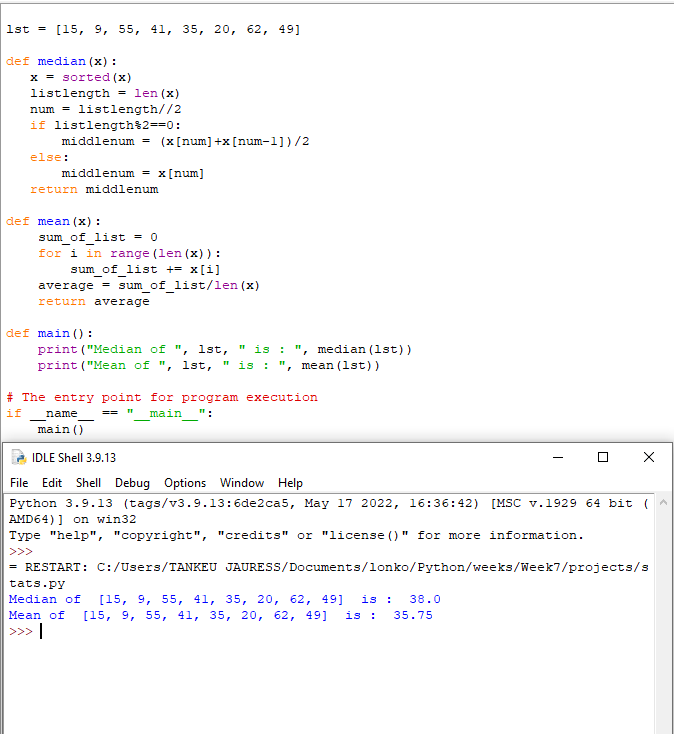 lst = [15, 9, 55, 41, 35, 20, 62, 49]
def median(x):
x = sorted(x)
listlength = len(x)
num = listlength//2
if listlength%2==0:
middlenum = (x[num]+x[num-1])/2
else:
middlenum = x[num]
return middlenum
def mean(x):
sum_of_list = 0
for i in range(len(x)):
sum_of_list += x[i]
average = sum_of_list/len(x)
return average
def main():
print("Median of ", lst, " is : ", median(lst))
print("Mean of ", lst, " is : ", mean(lst))
# The entry point for program execution
if __name__ == "__main__":
main()
IDLE Shell 3.9.13
File Edit Shell Debug Options Window Help
Python 3.9.13 (tags/v3.9.13:6de2ca5, May 17 2022, 16:36:42) [MSC v.1929 64 bit (
AMD64)] on win32
Type "help", "copyright", "credits" or "license()" for more information.
>>>
= RESTART: C:/Users/TANKEU JAURESS/Documents/lonko/Python/weeks/Week7/projects/s
tats.py
Median of  [15, 9, 55, 41, 35, 20, 62, 49]  is :  38.0
Mean of  [15, 9, 55, 41, 35, 20, 62, 49]  is :  35.75
>>>